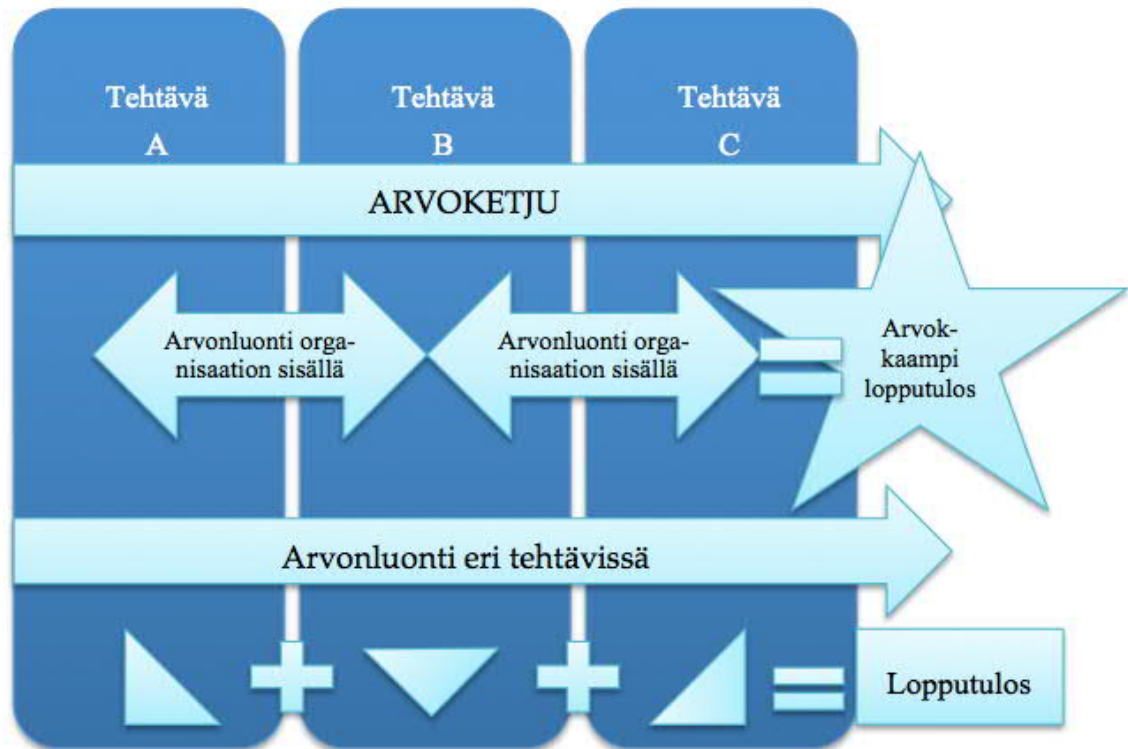 Tehtävä
A
Tehtävä
B
Tehtävä
C
ARVOKETJU
Arvonluonti orga-
nisaation sisällä
Arvonluonti orga-
nisaation sisällä
Arvok-
kaampi
lopputulos
Arvonluonti eri tehtävissä
Lopputulos